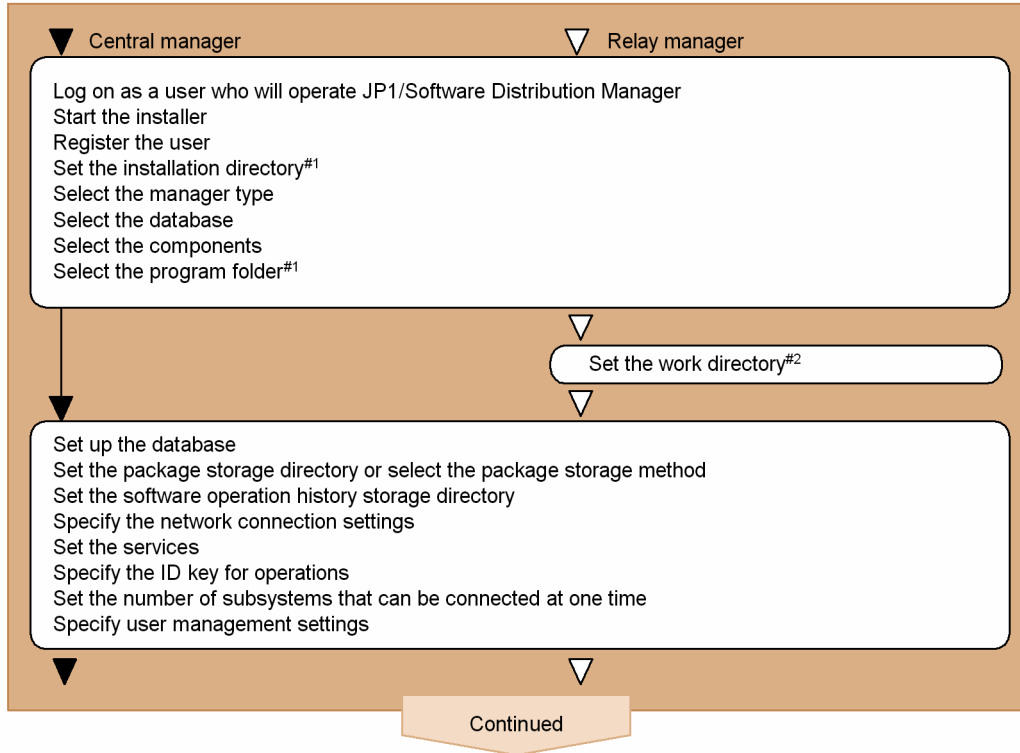 Central manager
Relay manager
Log on as a user who will operate JP1/Software Distribution Manager
Start the installer
Register the user
Set the installation directory#1
Select the manager type
Select the database
Select the components
Select the program folder#1
Set the work directory#2
Set up the database
Set the package storage directory or select the package storage method
Set the software operation history storage directory
Specify the network connection settings
Set the services
Specify the ID key for operations
Set the number of subsystems that can be connected at one time
Specify user management settings
Continued